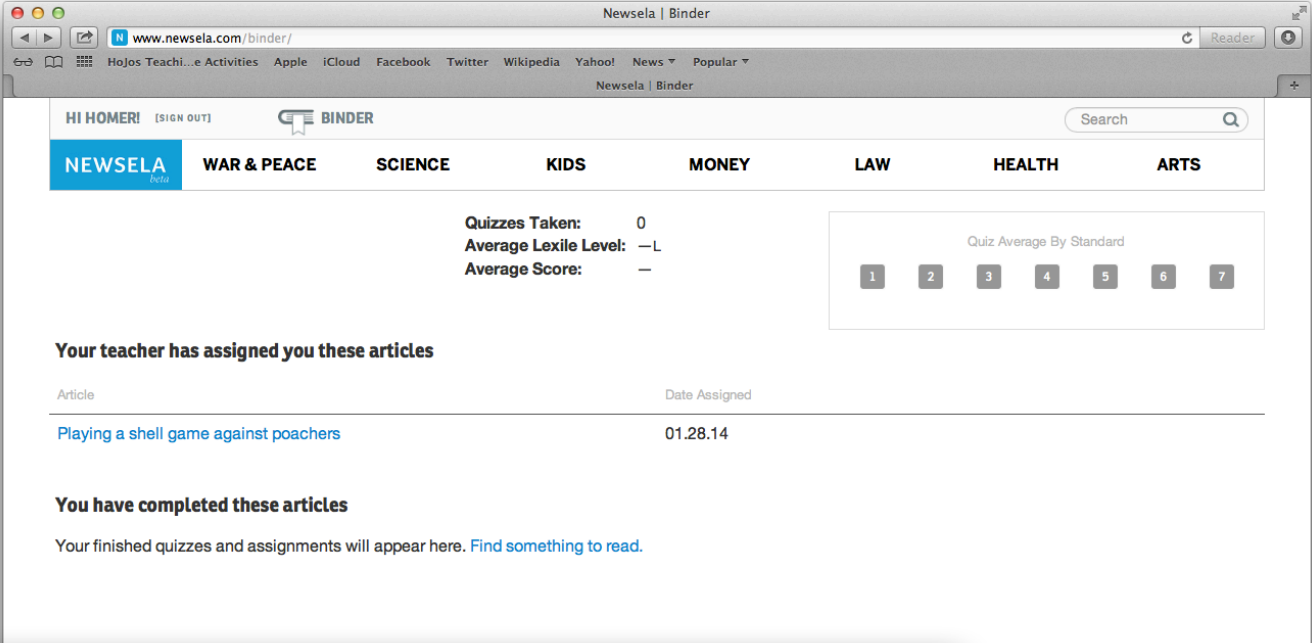 Newsela | Binder
www.newsela.com/binder/
Reader
HoJos Teachi...e Activities Apple iCloud Facebook Twitter Wikipedia Yahoo! News Popular
Newsela | Binder
HI HOMER! [SIGN OUT] BINDER Search
NEWSELA beta WAR & PEACE SCIENCE KIDS MONEY LAW HEALTH ARTS
Quizzes Taken: 0
Average Lexile Level: —L
Average Score: —
Quiz Average By Standard
1 2 3 4 5 6 7
Your teacher has assigned you these articles
Article Date Assigned
Playing a shell game against poachers 01.28.14
You have completed these articles
Your finished quizzes and assignments will appear here. Find something to read.